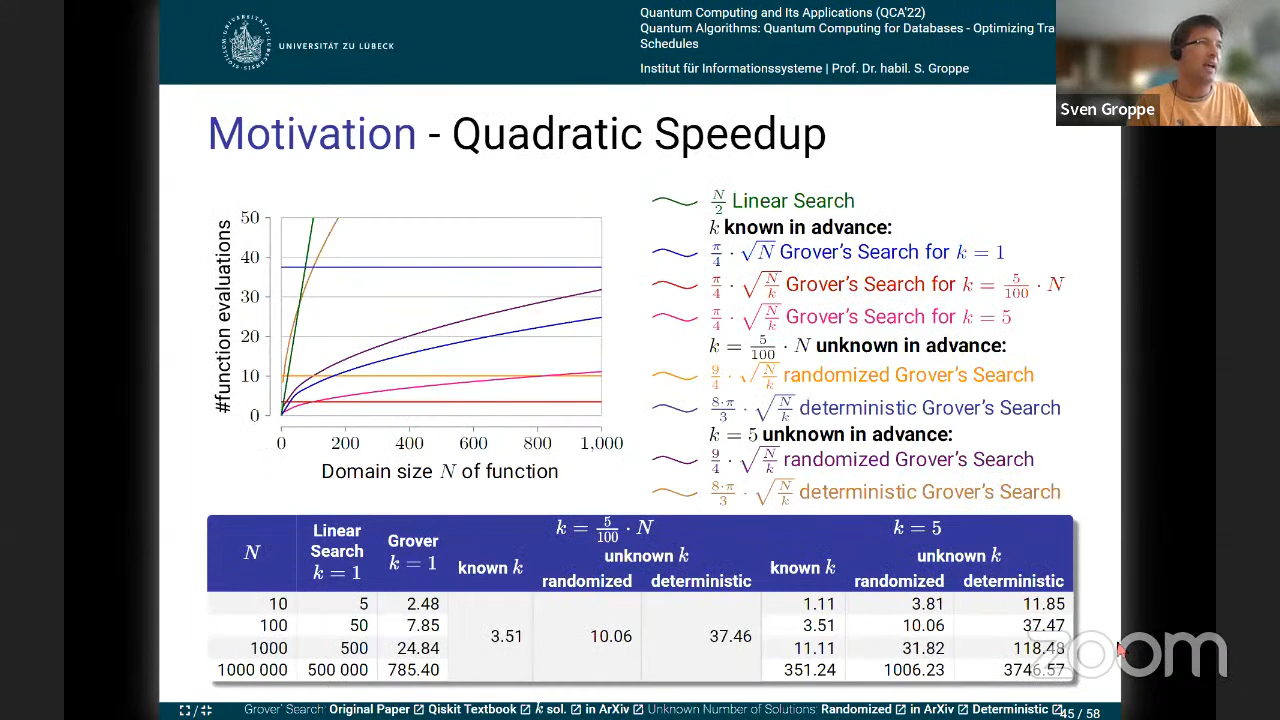 Quantum Computing and Its Applications (QCA'22)
Quantum Algorithms: Quantum Computing for Databases - Optimizing Tra
Schedules
UNIVERSITÄT ZU LÜBECK
Institut für Informationssysteme | Prof. Dr. habil. S. Groppe
Sven Groppe
Motivation - Quadratic Speedup
N/2 Linear Search
k known in advance:
π/4 · √N Grover's Search for k = 1
π/4 · √(N/k) Grover's Search for k = 5/100 · N
π/4 · √(N/k) Grover's Search for k = 5
k = 5/100 · N unknown in advance:
9/4 · √(N/k) randomized Grover's Search
8·π/3 · √(N/k) deterministic Grover's Search
k = 5 unknown in advance:
9/4 · √(N/k) randomized Grover's Search
8·π/3 · √(N/k) deterministic Grover's Search
#function evaluations
50
40
30
20
10
0
0 200 400 600 800 1,000
Domain size N of function
N
Linear Search k = 1
Grover k = 1
k = 5/100 · N
known k
unknown k
randomized deterministic
k = 5
known k
unknown k
randomized deterministic
10 5 2.48 1.11 3.81 11.85
100 50 7.85 3.51 10.06 37.47
3.51 10.06 37.46
1000 500 24.84 11.11 31.82 118.48
1000 000 500 000 785.40 351.24 1006.23 3746.57
zoom
Grover' Search: Original Paper Qiskit Textbook k sol. in ArXiv Unknown Number of Solutions: Randomized in ArXiv Deterministic
45 / 58